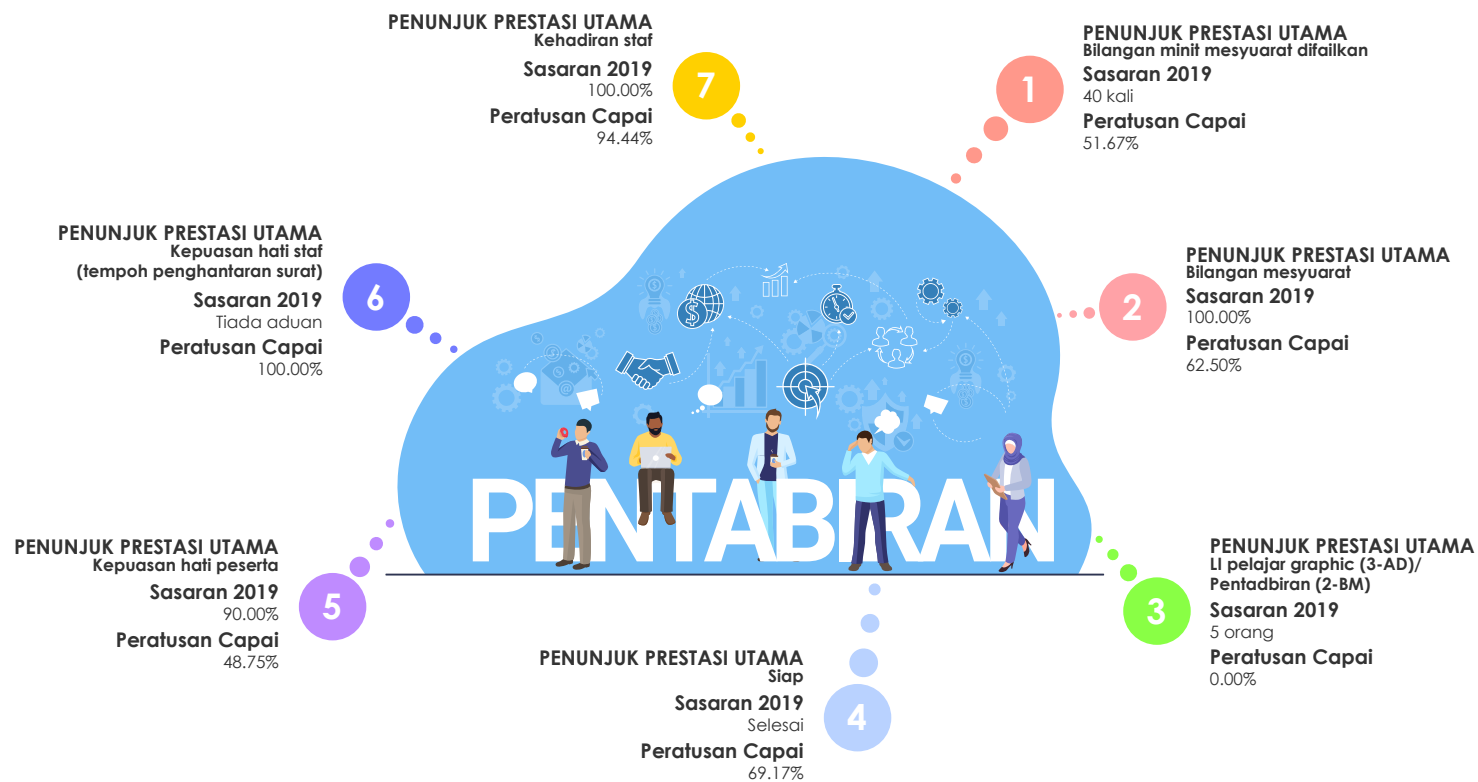 PENUNJUK PRESTASI UTAMA
Bilangan minit mesyuarat difailkan
Sasaran 2019
40 kali
Peratusan Capai
51.67%
1
PENUNJUK PRESTASI UTAMA
Bilangan mesyuarat
Sasaran 2019
100.00%
Peratusan Capai
62.50%
2
PENUNJUK PRESTASI UTAMA
LI pelajar graphic (3-AD)/
Pentadbiran (2-BM)
Sasaran 2019
5 orang
Peratusan Capai
0.00%
3
PENUNJUK PRESTASI UTAMA
Siap
Sasaran 2019
Selesai
Peratusan Capai
69.17%
4
PENUNJUK PRESTASI UTAMA
Kepuasan hati peserta
Sasaran 2019
90.00%
Peratusan Capai
48.75%
5
PENUNJUK PRESTASI UTAMA
Kepuasan hati staf
(tempoh penghantaran surat)
Sasaran 2019
Tiada aduan
Peratusan Capai
100.00%
6
PENUNJUK PRESTASI UTAMA
Kehadiran staf
Sasaran 2019
100.00%
Peratusan Capai
94.44%
7
PENTABIRAN